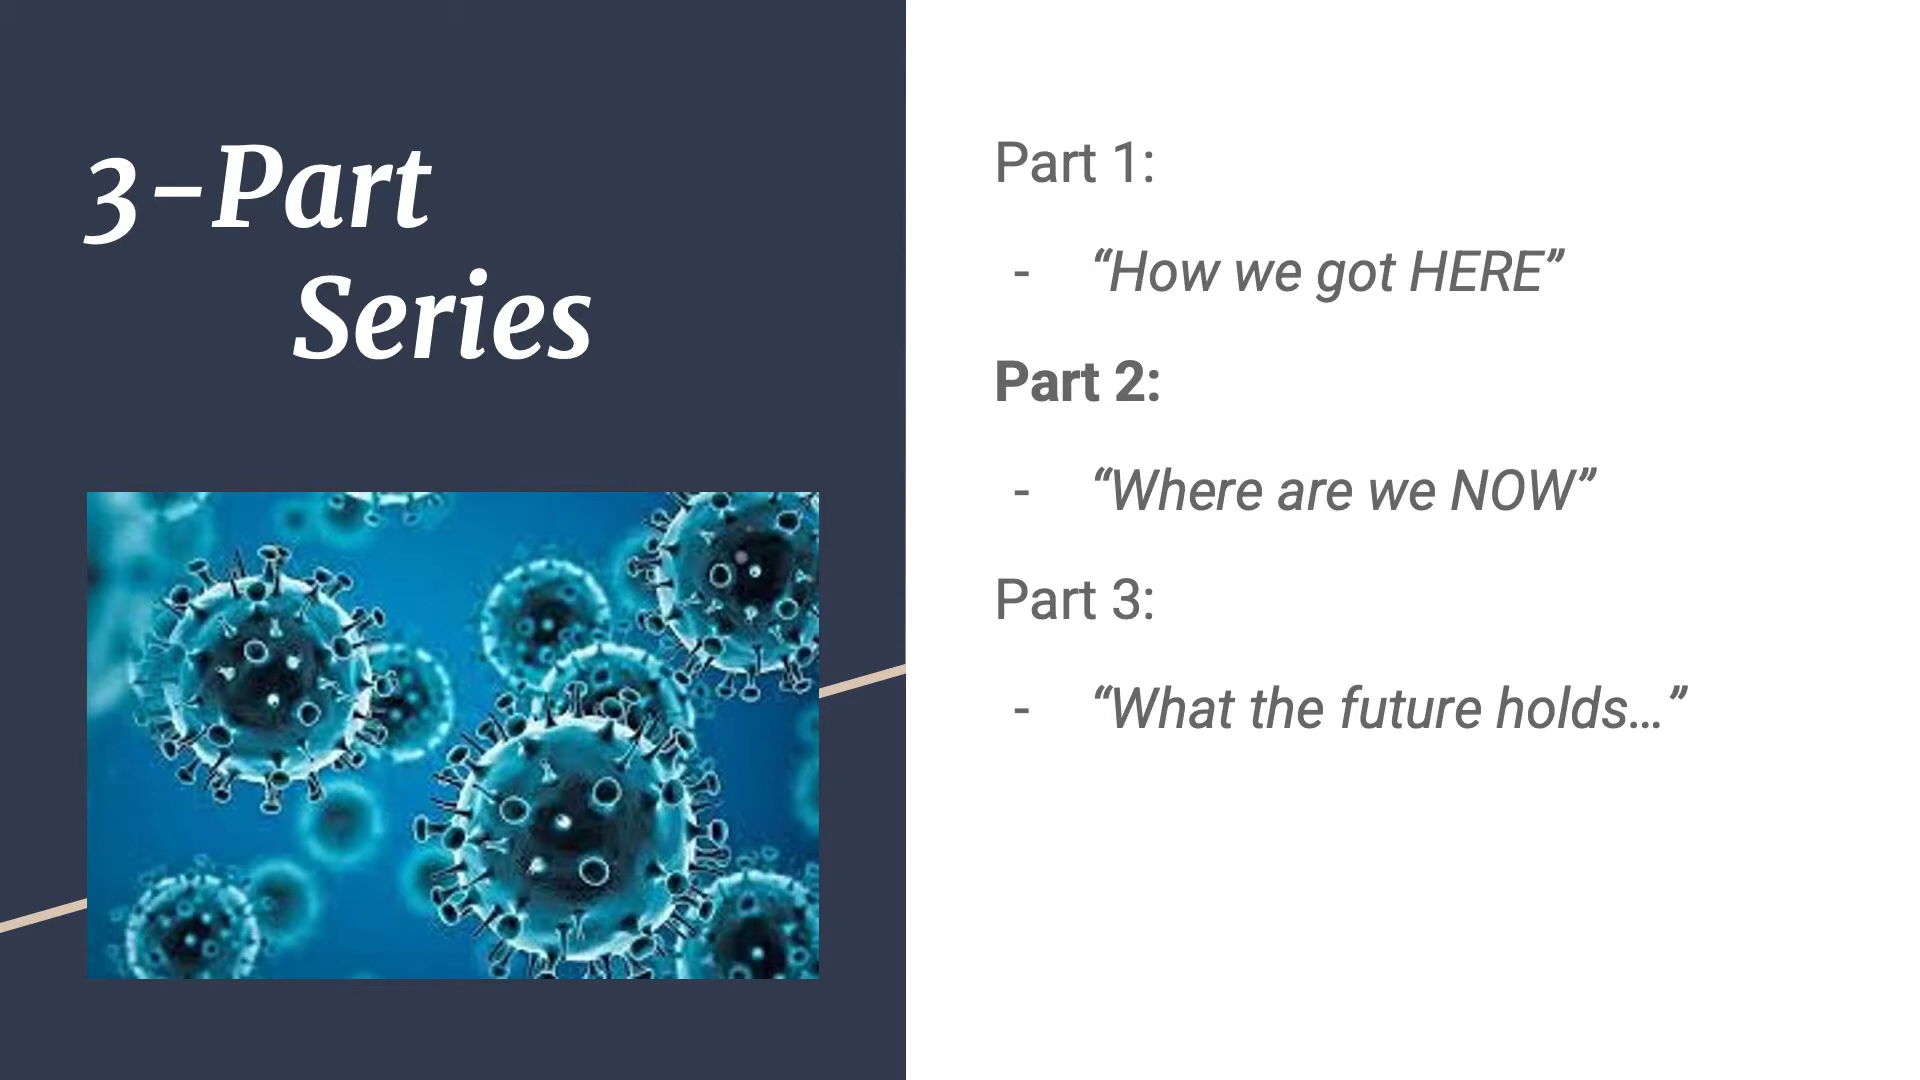 3-Part
Series
Part 1:
- “How we got HERE”
Part 2:
- “Where are we NOW”
Part 3:
- “What the future holds…”